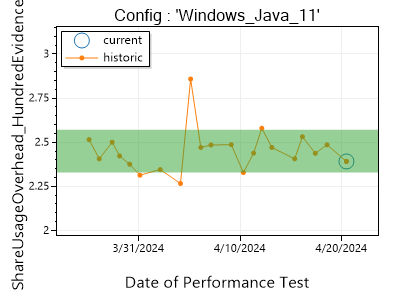 Config : 'Windows_Java_11'
current
historic
ShareUsageOverhead_HundredEvidence
3
2.75
2.5
2.25
2
3/31/2024
4/10/2024
4/20/2024
Date of Performance Test